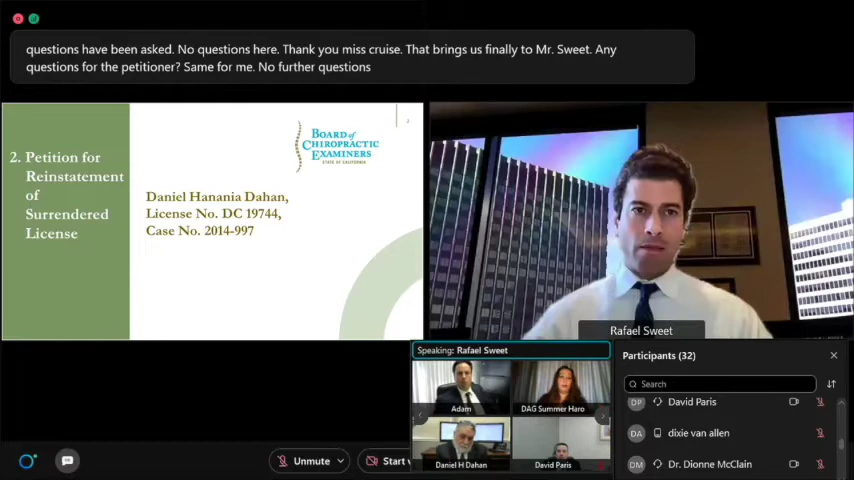 questions have been asked. No questions here. Thank you miss cruise. That brings us finally to Mr. Sweet. Any
questions for the petitioner? Same for me. No further questions
2. Petition for
Reinstatement
of
Surrendered
License
BOARD of
CHIROPRACTIC
EXAMINERS
STATE OF CALIFORNIA
2
Daniel Hanania Dahan,
License No. DC 19744,
Case No. 2014-997
Rafael Sweet
Speaking: Rafael Sweet
Adam
DAG Summer Haro
Daniel H Dahan
David Paris
Participants (32)
Search
DP David Paris
DA dixie van allen
DM Dr. Dionne McClain
Unmute
Start